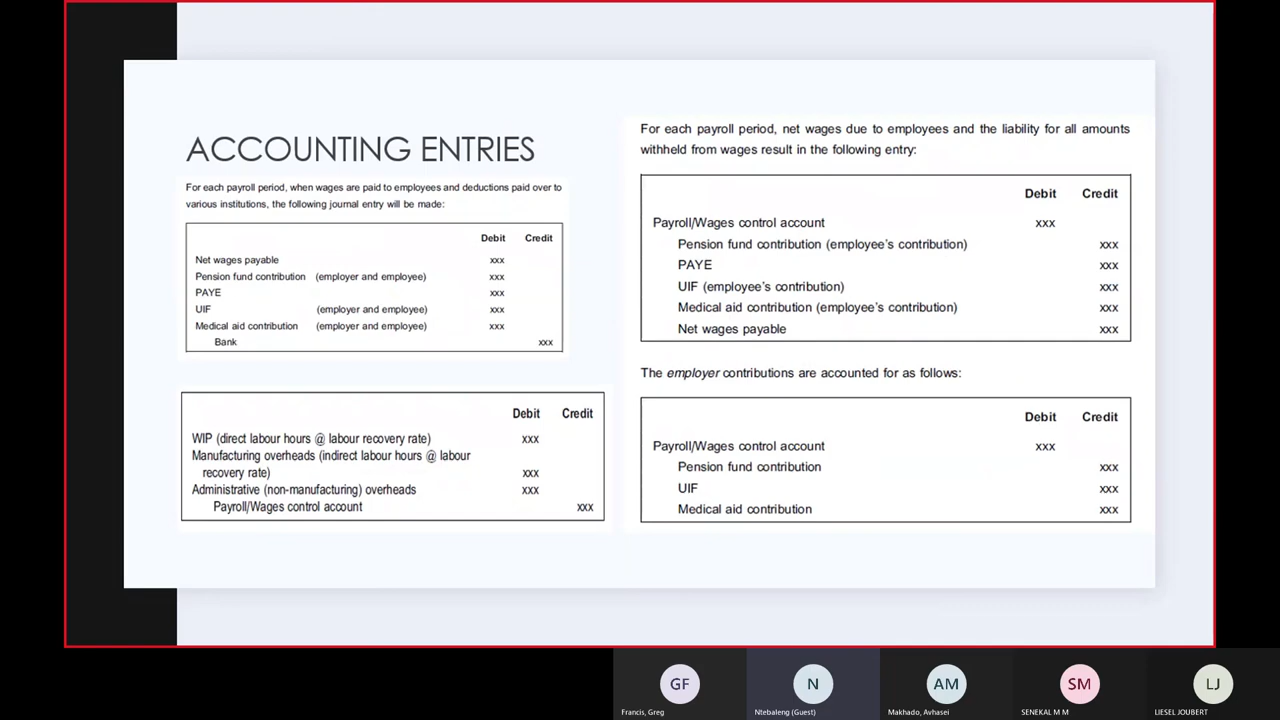 ACCOUNTING ENTRIES
For each payroll period, when wages are paid to employees and deductions paid over to
various institutions, the following journal entry will be made:
Debit Credit
Net wages payable xxx
Pension fund contribution (employer and employee) xxx
PAYE xxx
UIF (employer and employee) xxx
Medical aid contribution (employer and employee) xxx
Bank xxx
Debit Credit
WIP (direct labour hours @ labour recovery rate) xxx
Manufacturing overheads (indirect labour hours @ labour
recovery rate) xxx
Administrative (non-manufacturing) overheads xxx
Payroll/Wages control account xxx
For each payroll period, net wages due to employees and the liability for all amounts
withheld from wages result in the following entry:
Debit Credit
Payroll/Wages control account xxx
Pension fund contribution (employee's contribution) xxx
PAYE xxx
UIF (employee's contribution) xxx
Medical aid contribution (employee's contribution) xxx
Net wages payable xxx
The employer contributions are accounted for as follows:
Debit Credit
Payroll/Wages control account xxx
Pension fund contribution xxx
UIF xxx
Medical aid contribution xxx
GF N AM SM LJ
Francis, Greg Ntebaleng (Guest) Makhado, Avhasei SENEKAL M M LIESEL JOUBERT